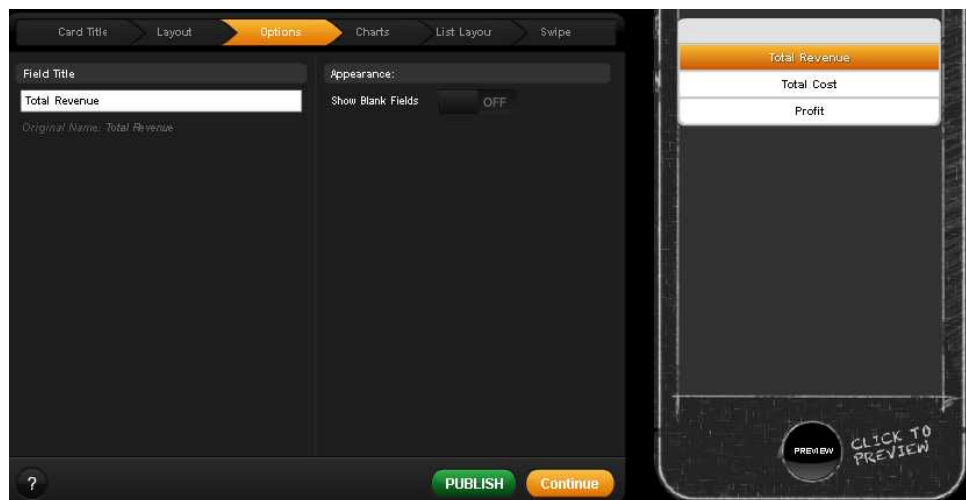 Card Title
Layout
Options
Charts
List Layout
Swipe
Field Title
Total Revenue
Original Name: Total Revenue
Appearance:
Show Blank Fields
OFF
?
PUBLISH
Continue
Total Revenue
Total Cost
Profit
PREVIEW
CLICK TO
PREVIEW